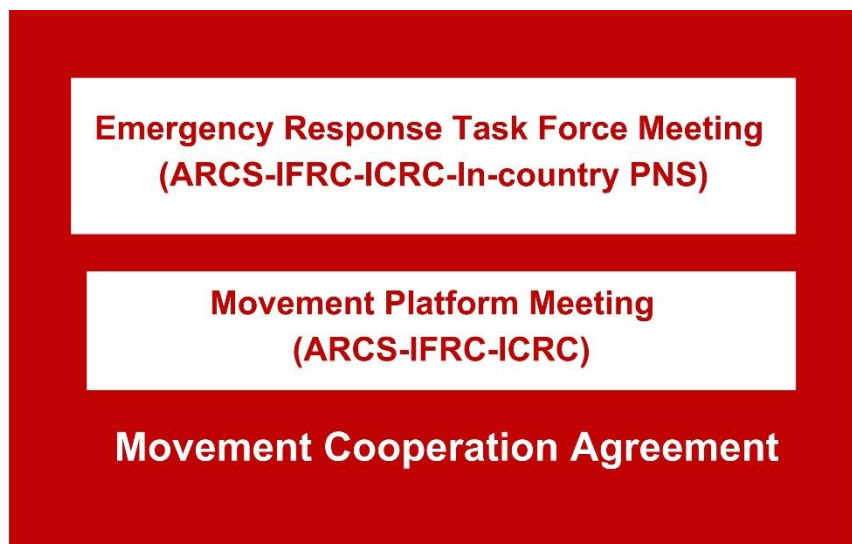 Emergency Response Task Force Meeting
(ARCS-IFRC-ICRC-In-country PNS)
Movement Platform Meeting
(ARCS-IFRC-ICRC)
Movement Cooperation Agreement